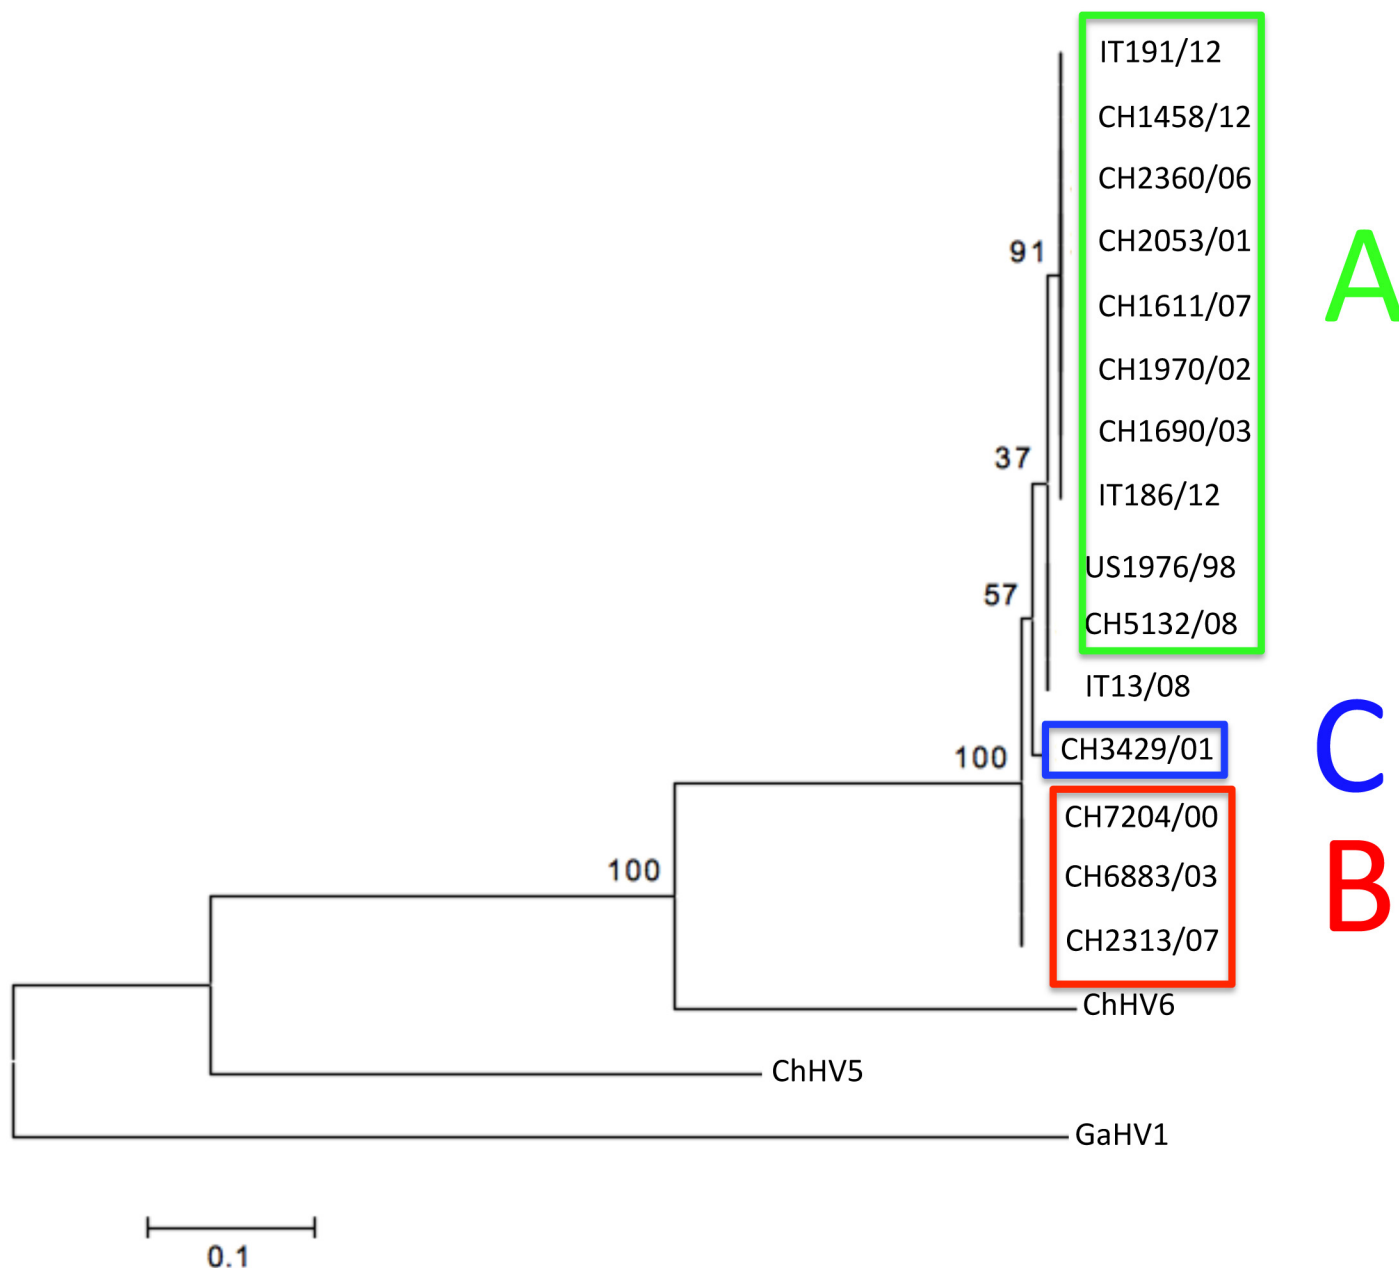 IT191/12
CH1458/12
CH2360/06
CH2053/01
91
CH1611/07
A
CH1970/02
CH1690/03
37
IT186/12
US1976/98
57
CH5132/08
IT13/08
CH3429/01
C
100
CH7204/00
CH6883/03
B
100
CH2313/07
ChHV6
ChHV5
GaHV1
0.1